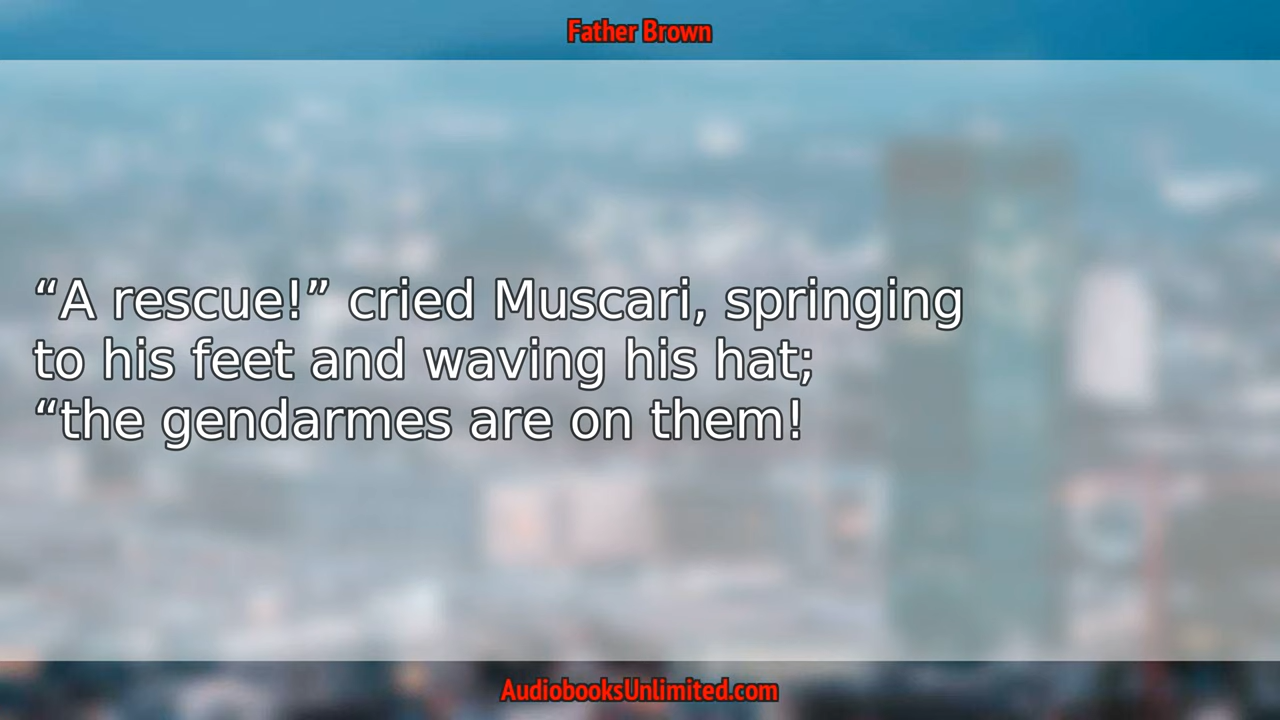 Father Brown
“A rescue!” cried Muscari, springing
to his feet and waving his hat;
“the gendarmes are on them!
AudiobooksUnlimited.com